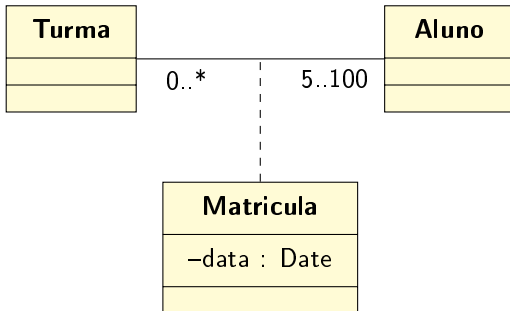 Turma
Aluno
0..*
5..100
Matricula
–data : Date